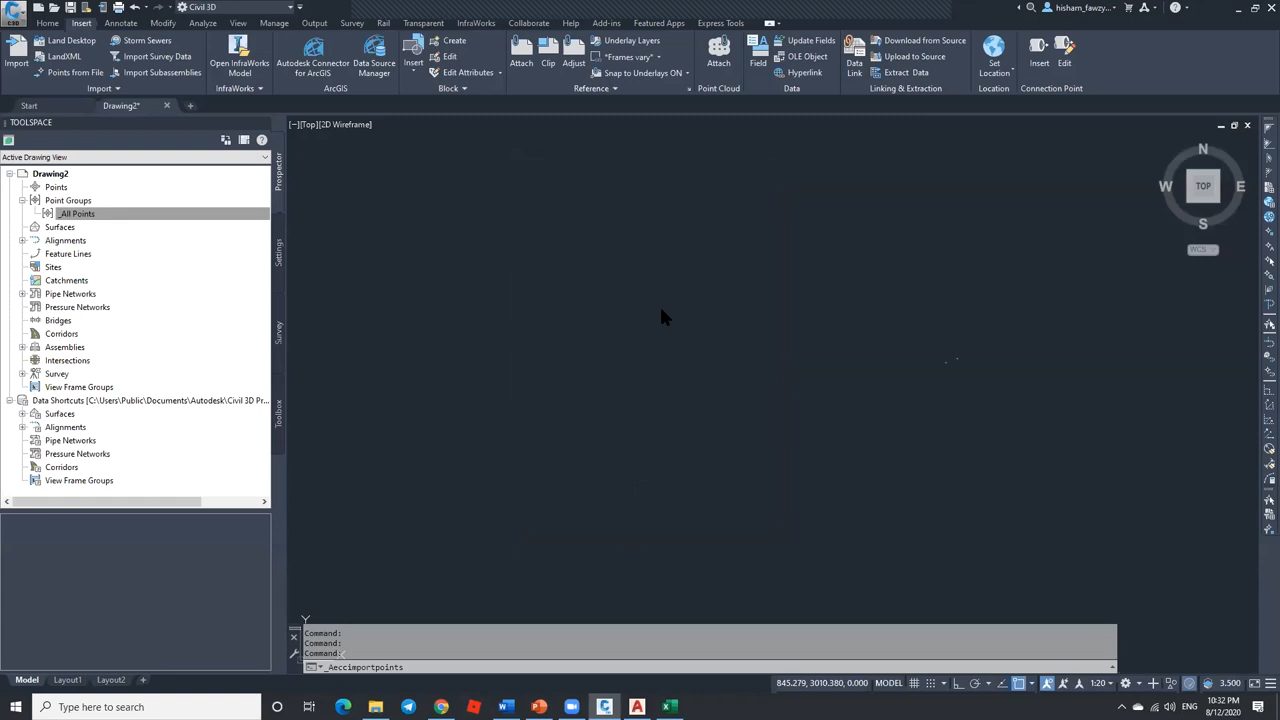 C3D
Civil 3D
hisham_fawzy...
Home Insert Annotate Modify Analyze View Manage Output Survey Rail Transparent InfraWorks Collaborate Help Add-ins Featured Apps Express Tools
Import
Land Desktop
LandXML
Points from File
Storm Sewers
Import Survey Data
Import Subassemblies
Open InfraWorks
Model
Autodesk Connector
for ArcGIS
Data Source
Manager
Insert
Create
Edit
Edit Attributes
Attach Clip Adjust
Underlay Layers
*Frames vary*
Snap to Underlays ON
Attach
Field
Update Fields
OLE Object
Hyperlink
Data
Link
Download from Source
Upload to Source
Extract Data
Set
Location
Insert Edit
Import InfraWorks ArcGIS Block Reference Point Cloud Data Linking & Extraction Location Connection Point
Start Drawing2*
TOOLSPACE
Active Drawing View
Drawing2
Points
Point Groups
_All Points
Surfaces
Alignments
Feature Lines
Sites
Catchments
Pipe Networks
Pressure Networks
Bridges
Corridors
Assemblies
Intersections
Survey
View Frame Groups
Data Shortcuts [C:\Users\Public\Documents\Autodesk\Civil 3D Pr...
Surfaces
Alignments
Pipe Networks
Pressure Networks
Corridors
View Frame Groups
Prospector
Settings
Survey
Toolbox
[−][Top][2D Wireframe]
N
W TOP E
S
WCS
Y
Command:
Command:
Command:
_Aeccimportpoints
Model Layout1 Layout2
845.279, 3010.380, 0.000 MODEL 1:20 3.500
Type here to search
10:32 PM
8/12/2020